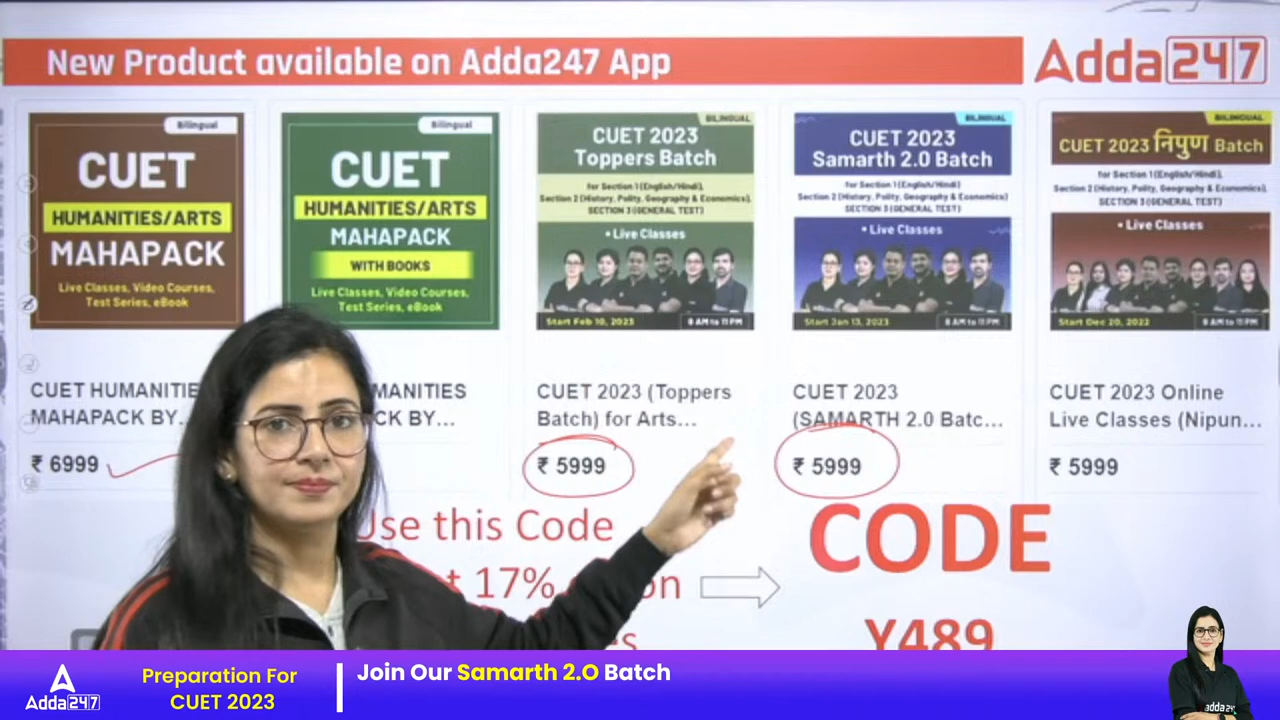 New Product available on Adda247 App
Adda247
Bilingual
CUET
HUMANITIES/ARTS
MAHAPACK
Live Classes, Video Courses,
Test Series, eBook
Bilingual
CUET
HUMANITIES/ARTS
MAHAPACK
WITH BOOKS
Live Classes, Video Courses,
Test Series, eBook
BILINGUAL
CUET 2023
Toppers Batch
for Section 1 (English/Hindi),
Section 2 (History, Polity, Geography & Economics),
SECTION 3 (GENERAL TEST)
• Live Classes
Start Feb 10, 2023
8 AM to 11 PM
BILINGUAL
CUET 2023
Samarth 2.0 Batch
for Section 1 (English/Hindi)
Section 2 (History, Polity, Geography & Economics)
SECTION 3 (GENERAL TEST)
• Live Classes
Start Jan 13, 2023
8 AM to 11 PM
BILINGUAL
CUET 2023 निपुण Batch
for Section 1 (English/Hindi),
Section 2 (History, Polity, Geography & Economics),
SECTION 3 (GENERAL TEST)
• Live Classes
Start Dec 20, 2022
8 AM to 11 PM
CUET
MAHAPACK BY...
₹ 6999
BY...
CUET 2023 (Toppers
Batch) for Arts...
₹ 5999
CUET 2023
(SAMARTH 2.0 Batc...
₹ 5999
CUET 2023 Online
Live Classes (Nipun...
₹ 5999
Use this Code
17%
CODE
Y489
Adda247
Preparation For
CUET 2023
Join Our Samarth 2.O Batch